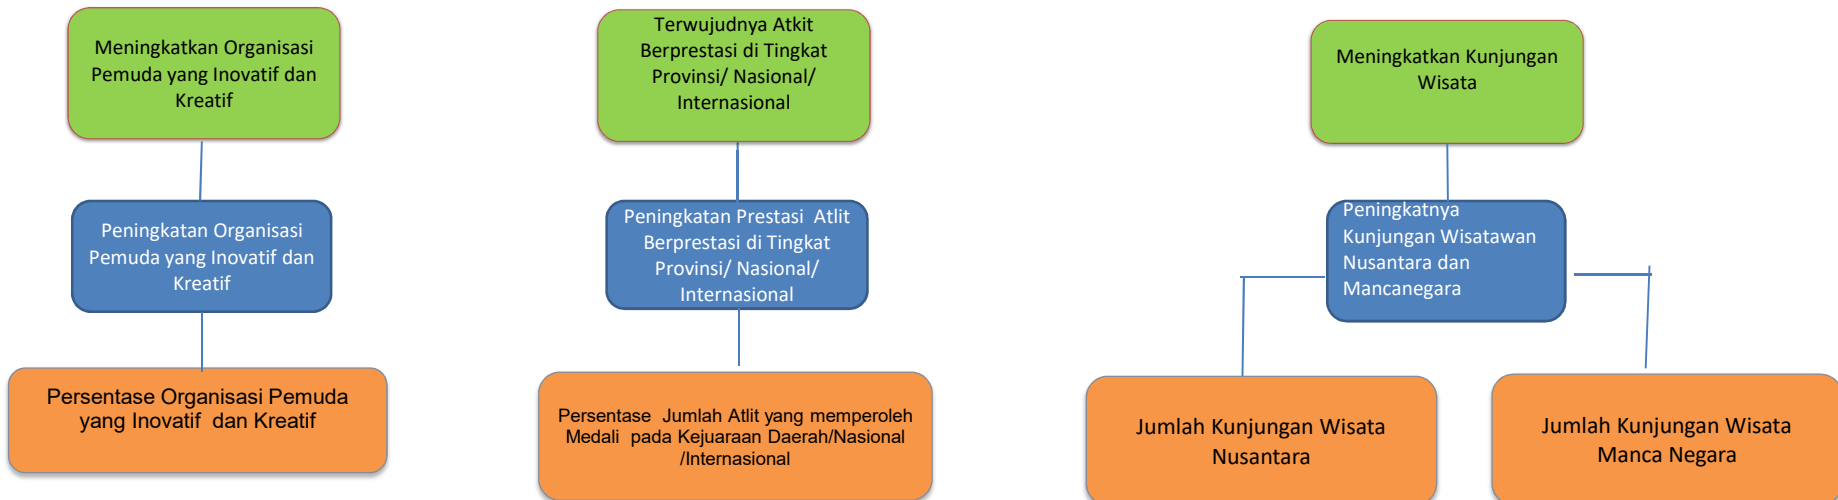 Meningkatkan Organisasi
Pemuda yang Inovatif dan
Kreatif
Terwujudnya Atkit
Berprestasi di Tingkat
Provinsi/ Nasional/
Internasional
Meningkatkan Kunjungan
Wisata
Peningkatan Organisasi
Pemuda yang Inovatif dan
Kreatif
Peningkatan Prestasi Atlit
Berprestasi di Tingkat
Provinsi/ Nasional/
Internasional
Peningkatnya
Kunjungan Wisatawan
Nusantara dan
Mancanegara
Persentase Organisasi Pemuda
yang Inovatif dan Kreatif
Persentase Jumlah Atlit yang memperoleh
Medali pada Kejuaraan Daerah/Nasional
/Internasional
Jumlah Kunjungan Wisata
Nusantara
Jumlah Kunjungan Wisata
Manca Negara